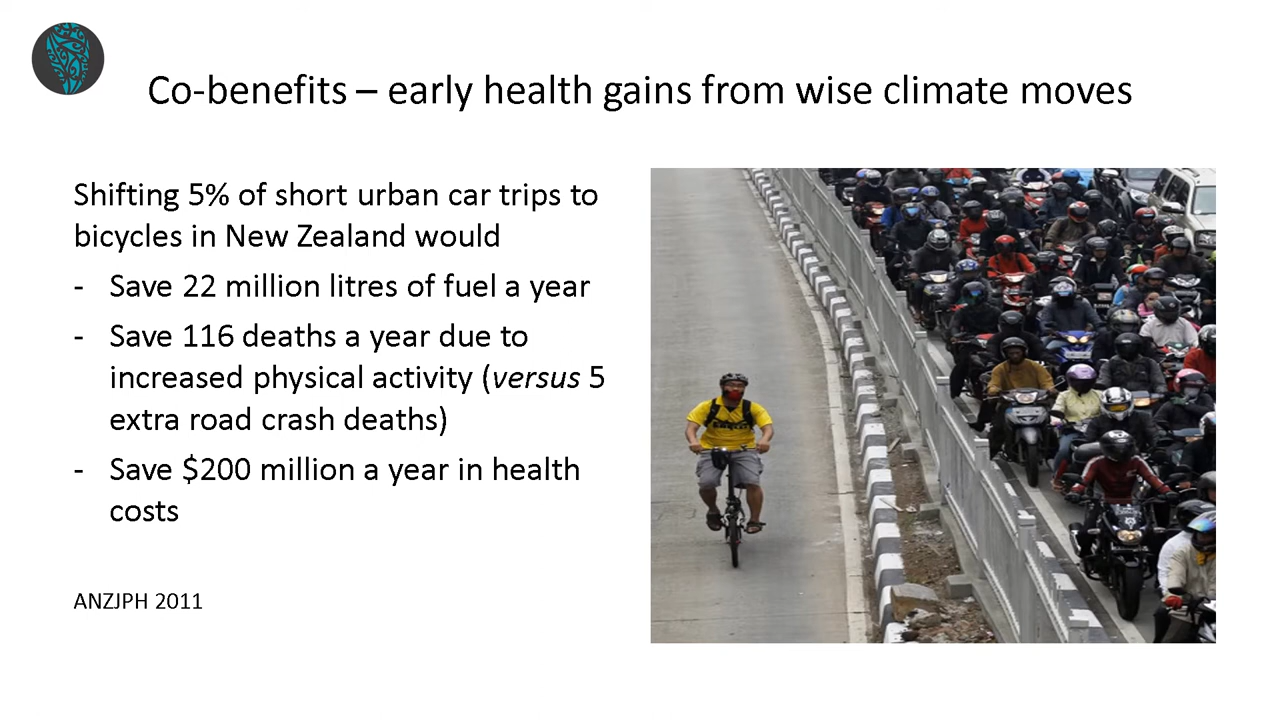 Co-benefits – early health gains from wise climate moves
Shifting 5% of short urban car trips to
bicycles in New Zealand would
- Save 22 million litres of fuel a year
- Save 116 deaths a year due to
increased physical activity (versus 5
extra road crash deaths)
- Save $200 million a year in health
costs
ANZJPH 2011